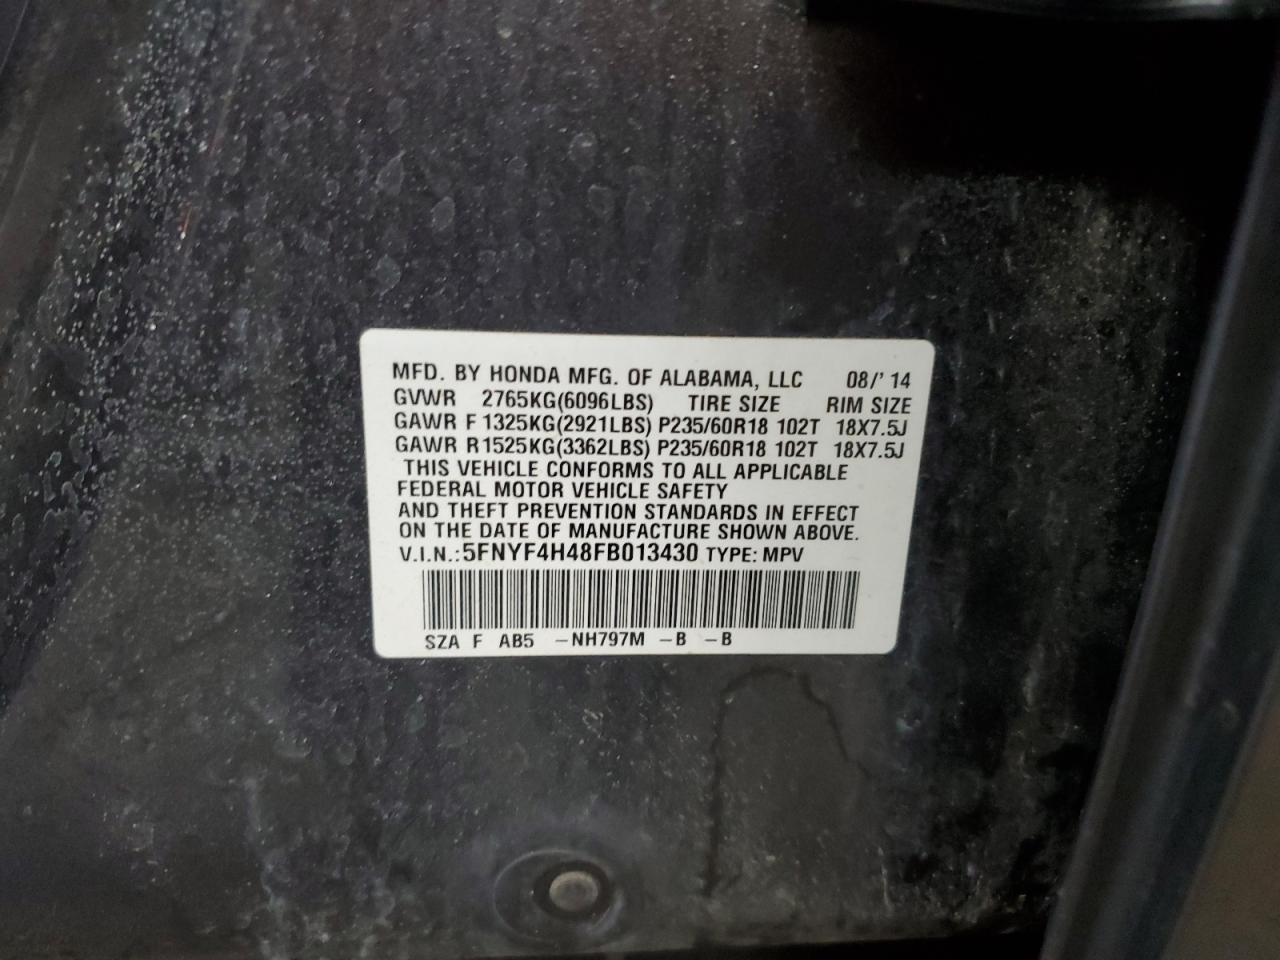 MFD. BY HONDA MFG. OF ALABAMA, LLC 08/' 14
GVWR 2765KG(6096LBS) TIRE SIZE RIM SIZE
GAWR F 1325KG(2921LBS) P235/60R18 102T 18X7.5J
GAWR R1525KG(3362LBS) P235/60R18 102T 18X7.5J
THIS VEHICLE CONFORMS TO ALL APPLICABLE
FEDERAL MOTOR VEHICLE SAFETY
AND THEFT PREVENTION STANDARDS IN EFFECT
ON THE DATE OF MANUFACTURE SHOWN ABOVE.
V.I.N.:5FNYF4H48FB013430 TYPE: MPV
SZA F AB5 -NH797M -B -B